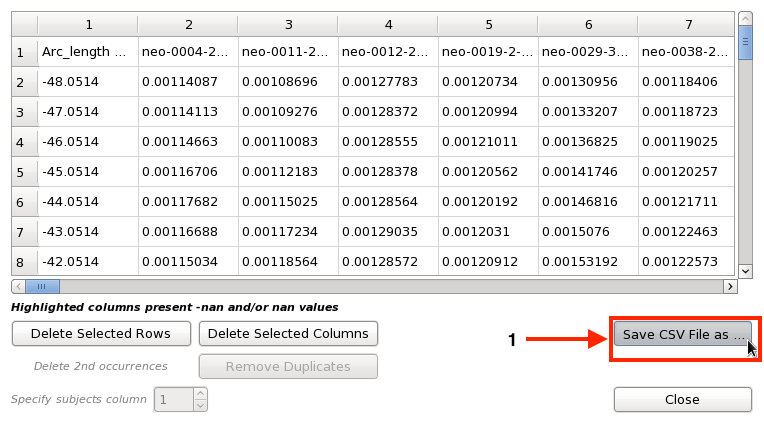 1 2 3 4 5 6 7
1 Arc_length ... neo-0004-2... neo-0011-2... neo-0012-2... neo-0019-2-... neo-0029-3... neo-0038-2...
2 -48.0514 0.00114087 0.00108696 0.00127783 0.00120734 0.00130956 0.00118406
3 -47.0514 0.00114113 0.00109276 0.00128372 0.00120994 0.00133207 0.00118723
4 -46.0514 0.00114663 0.00110083 0.00128555 0.00121011 0.00136825 0.00119025
5 -45.0514 0.00116706 0.00112183 0.00128378 0.00120562 0.00141746 0.00120257
6 -44.0514 0.00117682 0.00115025 0.00128564 0.00120192 0.00146816 0.00121711
7 -43.0514 0.00116688 0.00117234 0.00129035 0.0012031 0.0015076 0.00122463
8 -42.0514 0.00115034 0.00118564 0.00128572 0.00120912 0.00153192 0.00122573
Highlighted columns present -nan and/or nan values
Delete Selected Rows Delete Selected Columns 1 Save CSV File as ...
Delete 2nd occurrences Remove Duplicates
Specify subjects column 1 Close